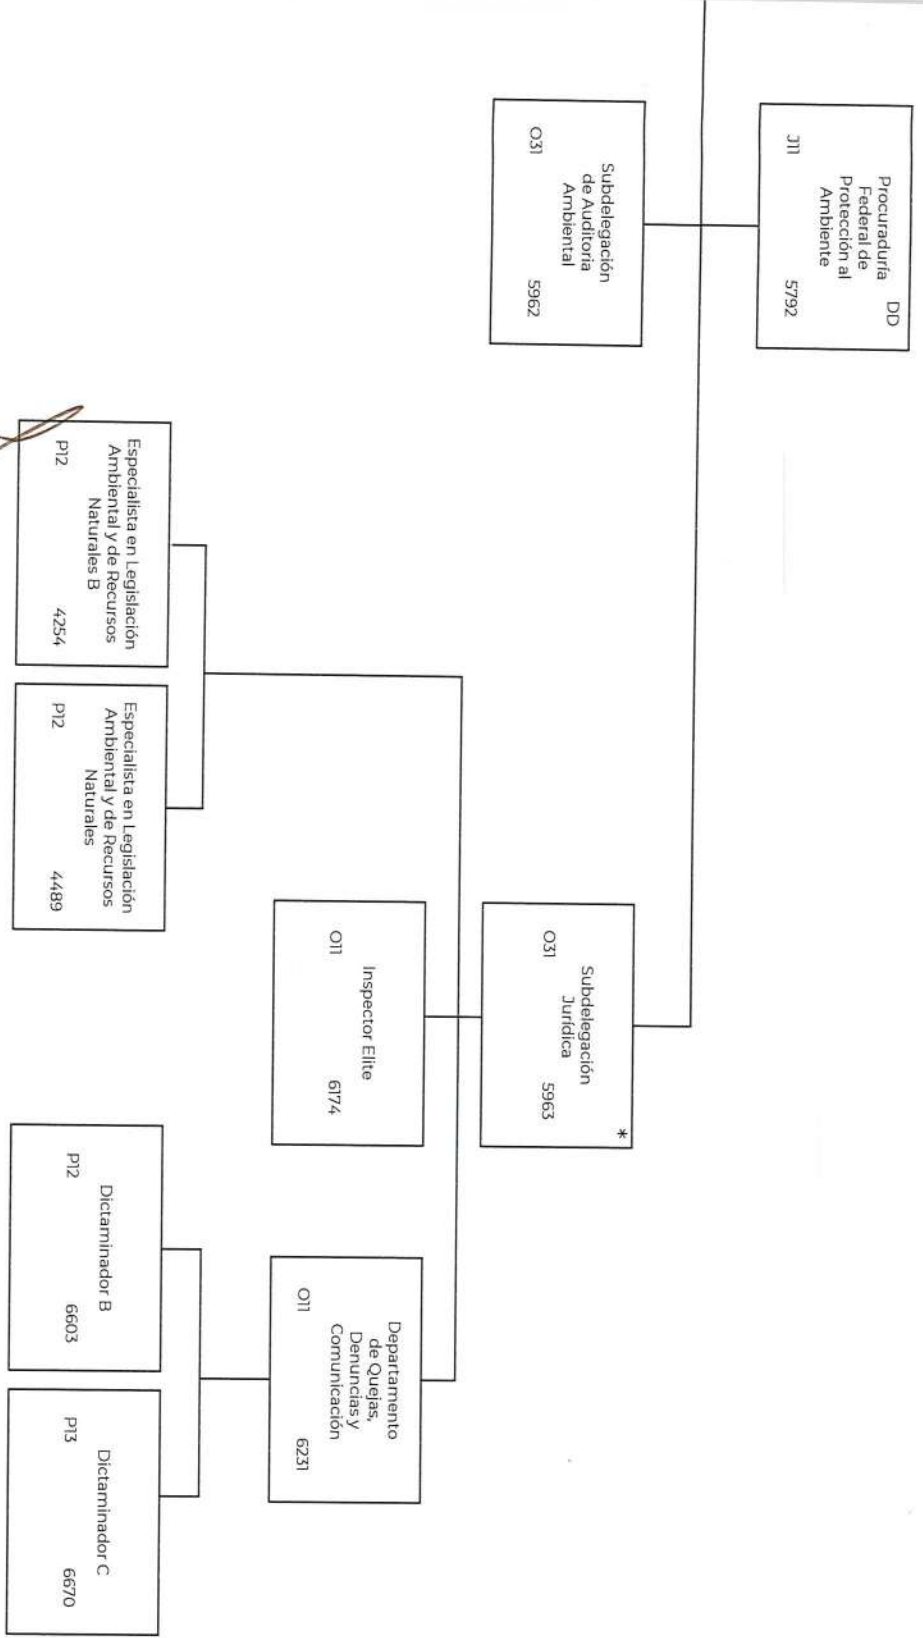 DD
Procuraduría
Federal de
Protección al
Ambiente
J11 5792
Subdelegación
de Auditoria
Ambiental
O31 5962
*
Subdelegación
Jurídica
O31 5963
Inspector Elite
O11 6174
Departamento
de Quejas,
Denuncias y
Comunicación
O11 6231
Especialista en Legislación
Ambiental y de Recursos
Naturales B
P12 4254
Especialista en Legislación
Ambiental y de Recursos
Naturales
P12 4489
Dictaminador B
P12 6603
Dictaminador C
P13 6670